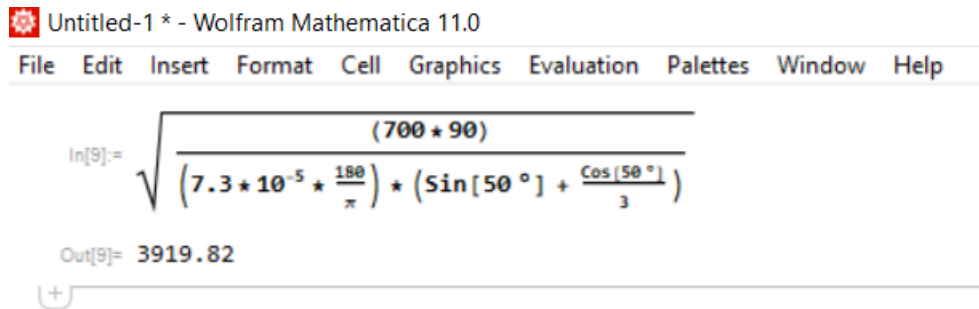 Untitled-1 * - Wolfram Mathematica 11.0
File Edit Insert Format Cell Graphics Evaluation Palettes Window Help
In[9]:= √((700 * 90) / ((7.3 * 10^-5 * 180/π) * (Sin[50 °] + Cos[50 °]/3)))
Out[9]= 3919.82
+